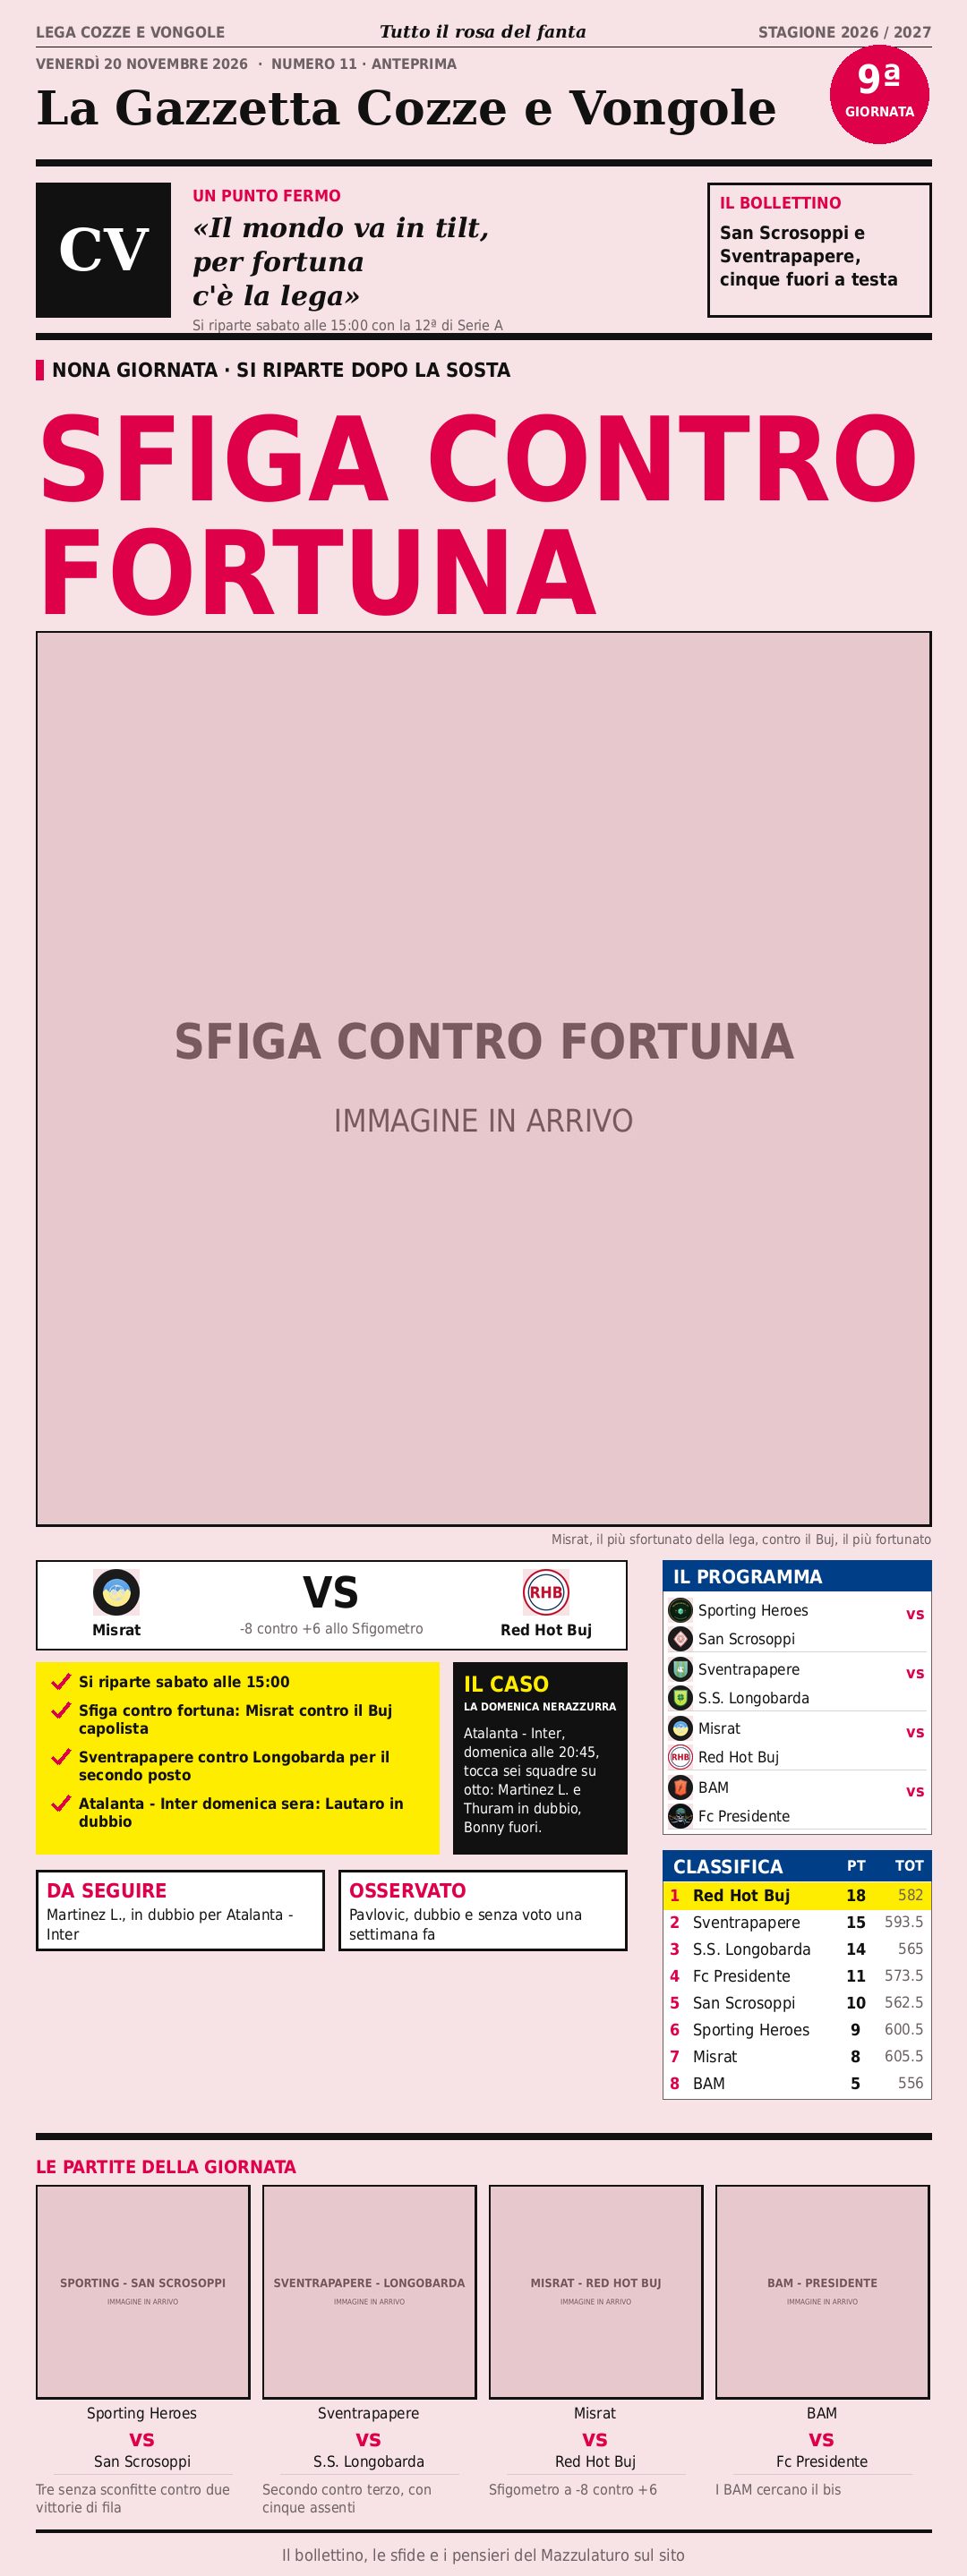 LEGA COZZE E VONGOLE
Tutto il rosa del fanta
STAGIONE 2026 / 2027
VENERDÌ 20 NOVEMBRE 2026 · NUMERO 11 · ANTEPRIMA
La Gazzetta Cozze e Vongole
9ª
GIORNATA
CV
UN PUNTO FERMO
«Il mondo va in tilt,
per fortuna
c'è la lega»
Si riparte sabato alle 15:00 con la 12ª di Serie A
IL BOLLETTINO
San Scrosoppi e
Sventrapapere,
cinque fuori a testa
NONA GIORNATA · SI RIPARTE DOPO LA SOSTA
SFIGA CONTRO
FORTUNA
SFIGA CONTRO FORTUNA
IMMAGINE IN ARRIVO
Misrat, il più sfortunato della lega, contro il Buj, il più fortunato
Misrat
VS
-8 contro +6 allo Sfigometro
RHB
Red Hot Buj
Si riparte sabato alle 15:00
Sfiga contro fortuna: Misrat contro il Buj
capolista
Sventrapapere contro Longobarda per il
secondo posto
Atalanta - Inter domenica sera: Lautaro in
dubbio
IL CASO
LA DOMENICA NERAZZURRA
Atalanta - Inter,
domenica alle 20:45,
tocca sei squadre su
otto: Martinez L. e
Thuram in dubbio,
Bonny fuori.
DA SEGUIRE
Martinez L., in dubbio per Atalanta -
Inter
OSSERVATO
Pavlovic, dubbio e senza voto una
settimana fa
IL PROGRAMMA
Sporting Heroes
vs
San Scrosoppi
Sventrapapere
vs
S.S. Longobarda
Misrat
vs
RHB Red Hot Buj
BAM
vs
Fc Presidente
CLASSIFICA PT TOT
1 Red Hot Buj 18 582
2 Sventrapapere 15 593.5
3 S.S. Longobarda 14 565
4 Fc Presidente 11 573.5
5 San Scrosoppi 10 562.5
6 Sporting Heroes 9 600.5
7 Misrat 8 605.5
8 BAM 5 556
LE PARTITE DELLA GIORNATA
SPORTING - SAN SCROSOPPI
IMMAGINE IN ARRIVO
Sporting Heroes
vs
San Scrosoppi
Tre senza sconfitte contro due
vittorie di fila
SVENTRAPAPERE - LONGOBARDA
IMMAGINE IN ARRIVO
Sventrapapere
vs
S.S. Longobarda
Secondo contro terzo, con
cinque assenti
MISRAT - RED HOT BUJ
IMMAGINE IN ARRIVO
Misrat
vs
Red Hot Buj
Sfigometro a -8 contro +6
BAM - PRESIDENTE
IMMAGINE IN ARRIVO
BAM
vs
Fc Presidente
I BAM cercano il bis
Il bollettino, le sfide e i pensieri del Mazzulaturo sul sito